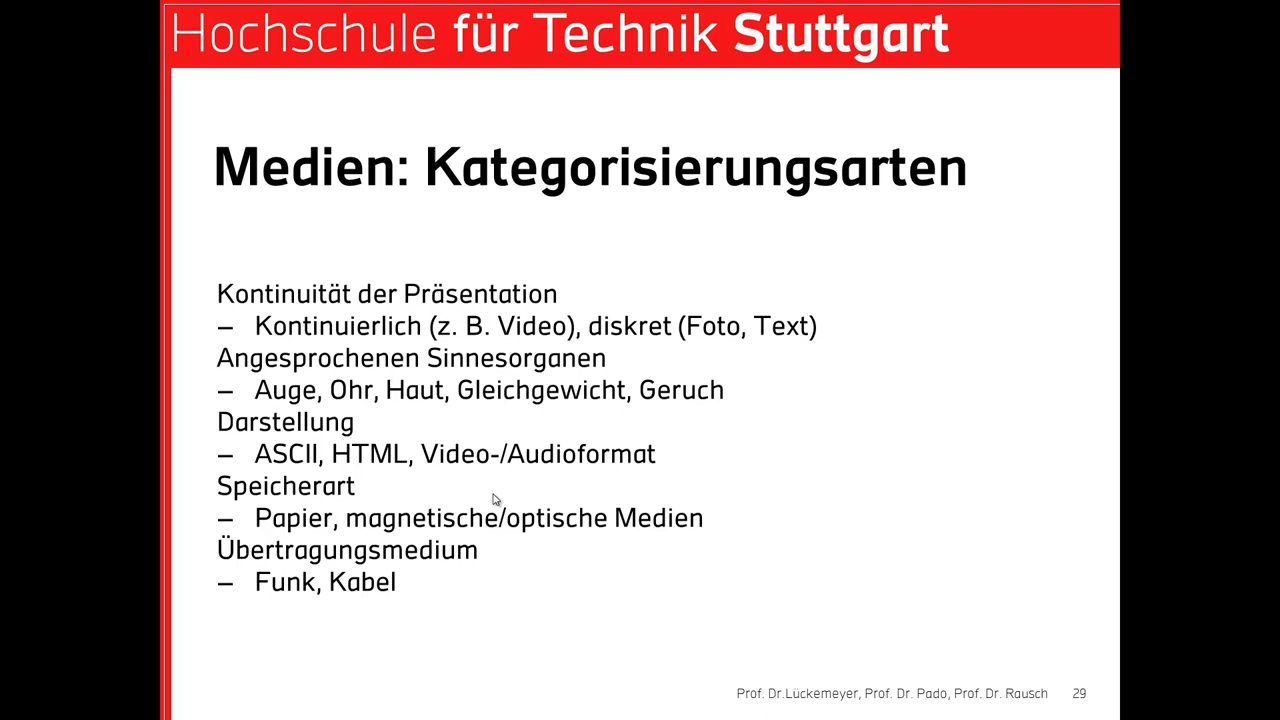 Hochschule für Technik Stuttgart
Medien: Kategorisierungsarten
Kontinuität der Präsentation
– Kontinuierlich (z. B. Video), diskret (Foto, Text)
Angesprochenen Sinnesorganen
– Auge, Ohr, Haut, Gleichgewicht, Geruch
Darstellung
– ASCII, HTML, Video-/Audioformat
Speicherart
– Papier, magnetische/optische Medien
Übertragungsmedium
– Funk, Kabel
Prof. Dr.Lückemeyer, Prof. Dr. Pado, Prof. Dr. Rausch 29